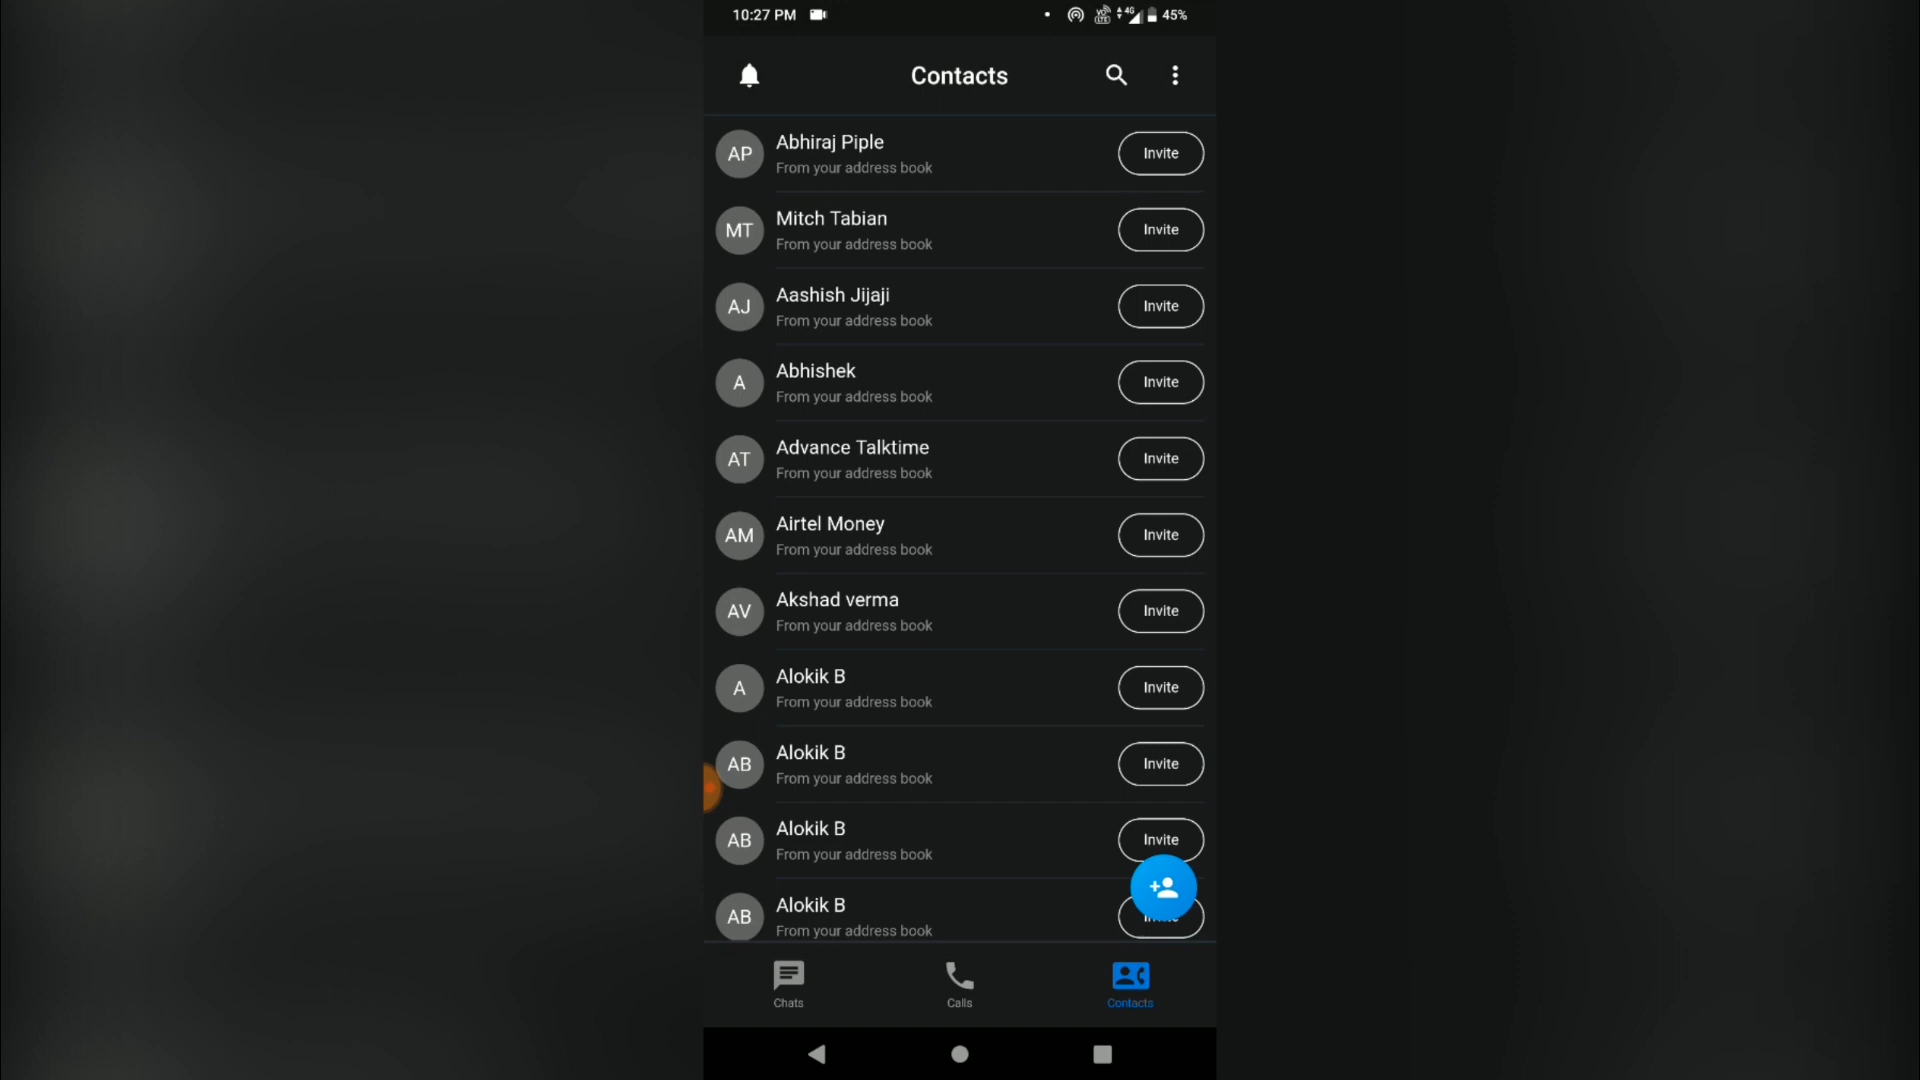 10:27 PM
VO LTE 4G 45%
Contacts
AP Abhiraj Piple
From your address book
Invite
MT Mitch Tabian
From your address book
Invite
AJ Aashish Jijaji
From your address book
Invite
A Abhishek
From your address book
Invite
AT Advance Talktime
From your address book
Invite
AM Airtel Money
From your address book
Invite
AV Akshad verma
From your address book
Invite
A Alokik B
From your address book
Invite
AB Alokik B
From your address book
Invite
AB Alokik B
From your address book
Invite
AB Alokik B
From your address book
Chats
Calls
Contacts